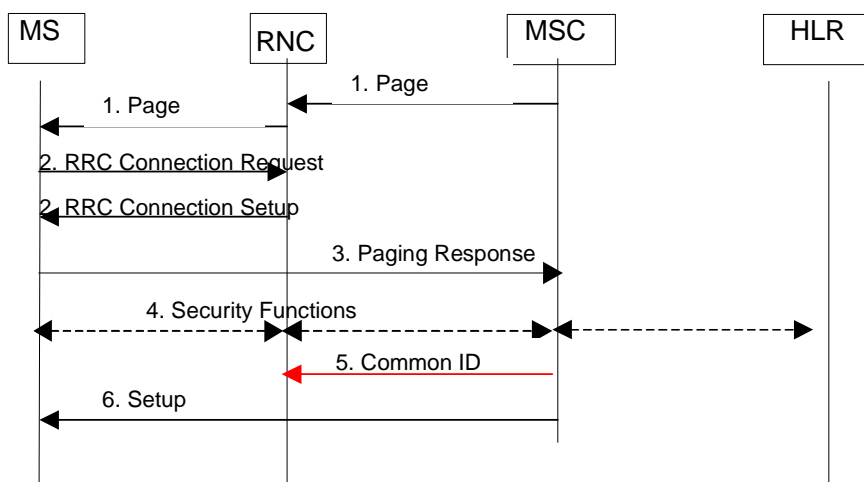 MS
RNC
MSC
HLR
1. Page
1. Page
2. RRC Connection Request
2. RRC Connection Setup
3. Paging Response
4. Security Functions
5. Common ID
6. Setup